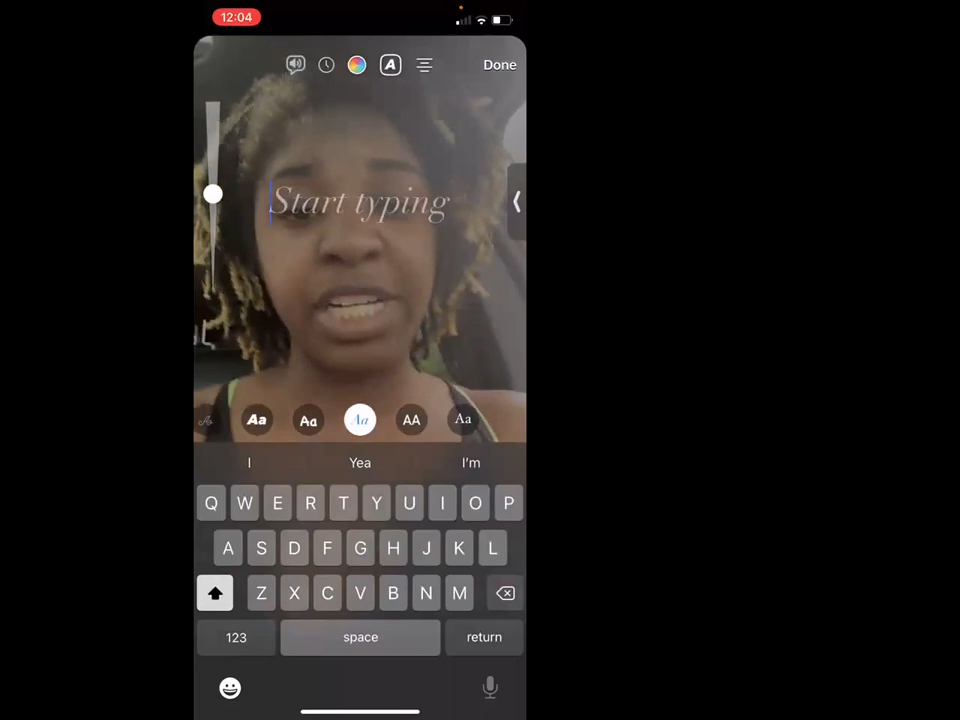 12:04
A
Done
Start typing
Aa Aa Aa AA Aa
I Yea I'm
Q W E R T Y U I O P
A S D F G H J K L
Z X C V B N M
123 space return